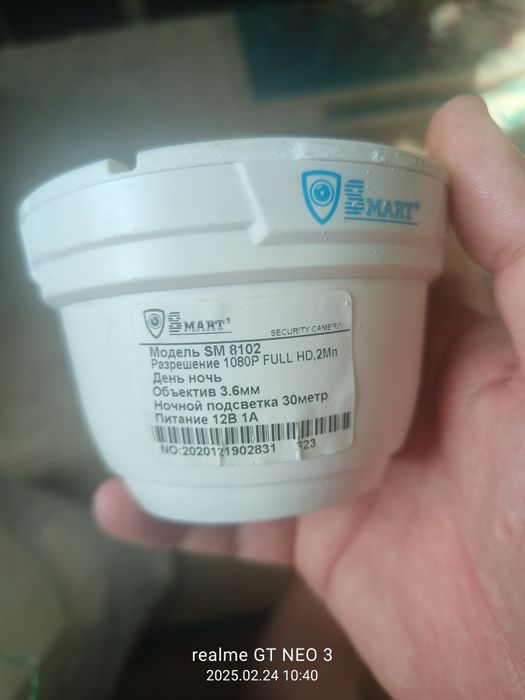 SMART®
SMART®
SECURITY CAMERA
Модель SM 8102
Разрешение 1080P FULL HD,2Мп
День ночь
Объектив 3.6мм
Ночной подсветка 30метр
Питание 12В 1А
NO:2020121902831 F23
realme GT NEO 3
2025.02.24 10:40